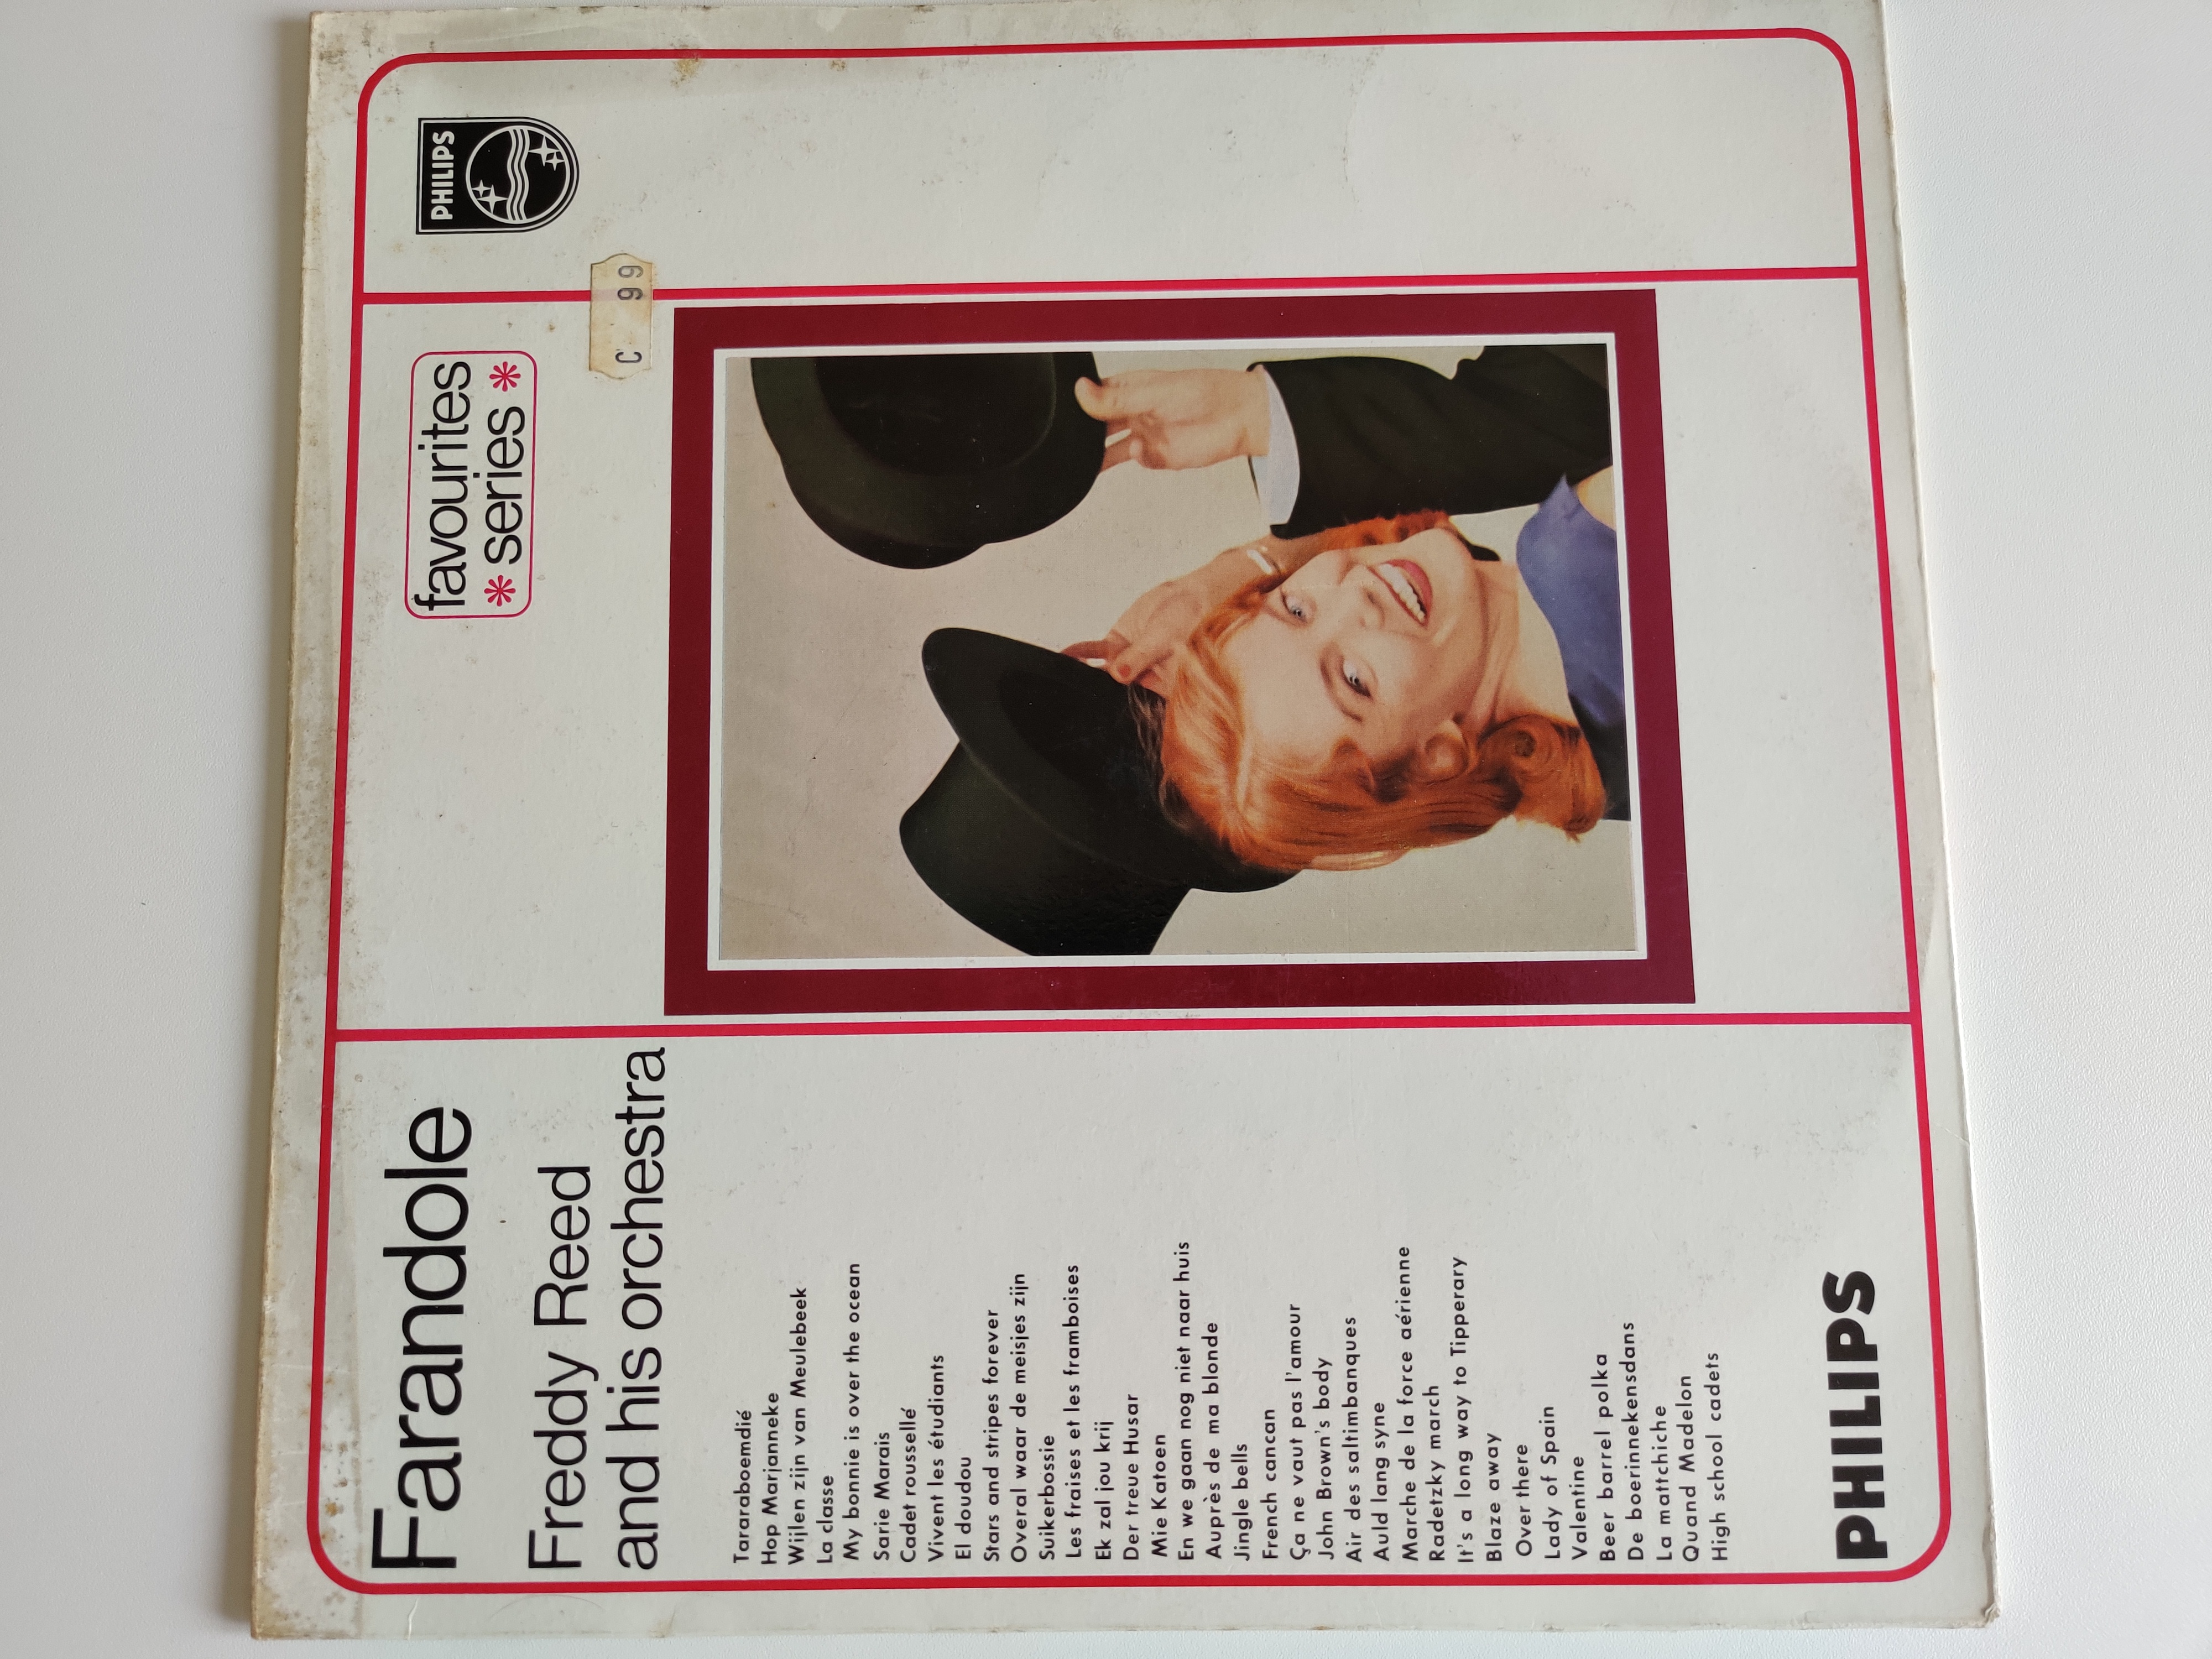 Farandole
Freddy Reed
and his orchestra
Tararaboemdié
Hop Marjanneke
Wijlen zijn van Meulebeek
La classe
My bonnie is over the ocean
Sarie Marais
Cadet roussellé
Vivent les étudiants
El doudou
Stars and stripes forever
Overal waar de meisjes zijn
Suikerbossie
Les fraises et les framboises
Ek zal jou krij
Der treue Husar
Mie Katoen
En we gaan nog niet naar huis
Auprès de ma blonde
Jingle bells
French cancan
Ça ne vaut pas l'amour
John Brown's body
Air des saltimbanques
Auld lang syne
Marche de la force aérienne
Radetzky march
It's a long way to Tipperary
Blaze away
Over there
Lady of Spain
Valentine
Beer barrel polka
De boerinnekensdans
La mattchiche
Quand Madelon
High school cadets
PHILIPS
favourites
* series *
C 99
PHILIPS